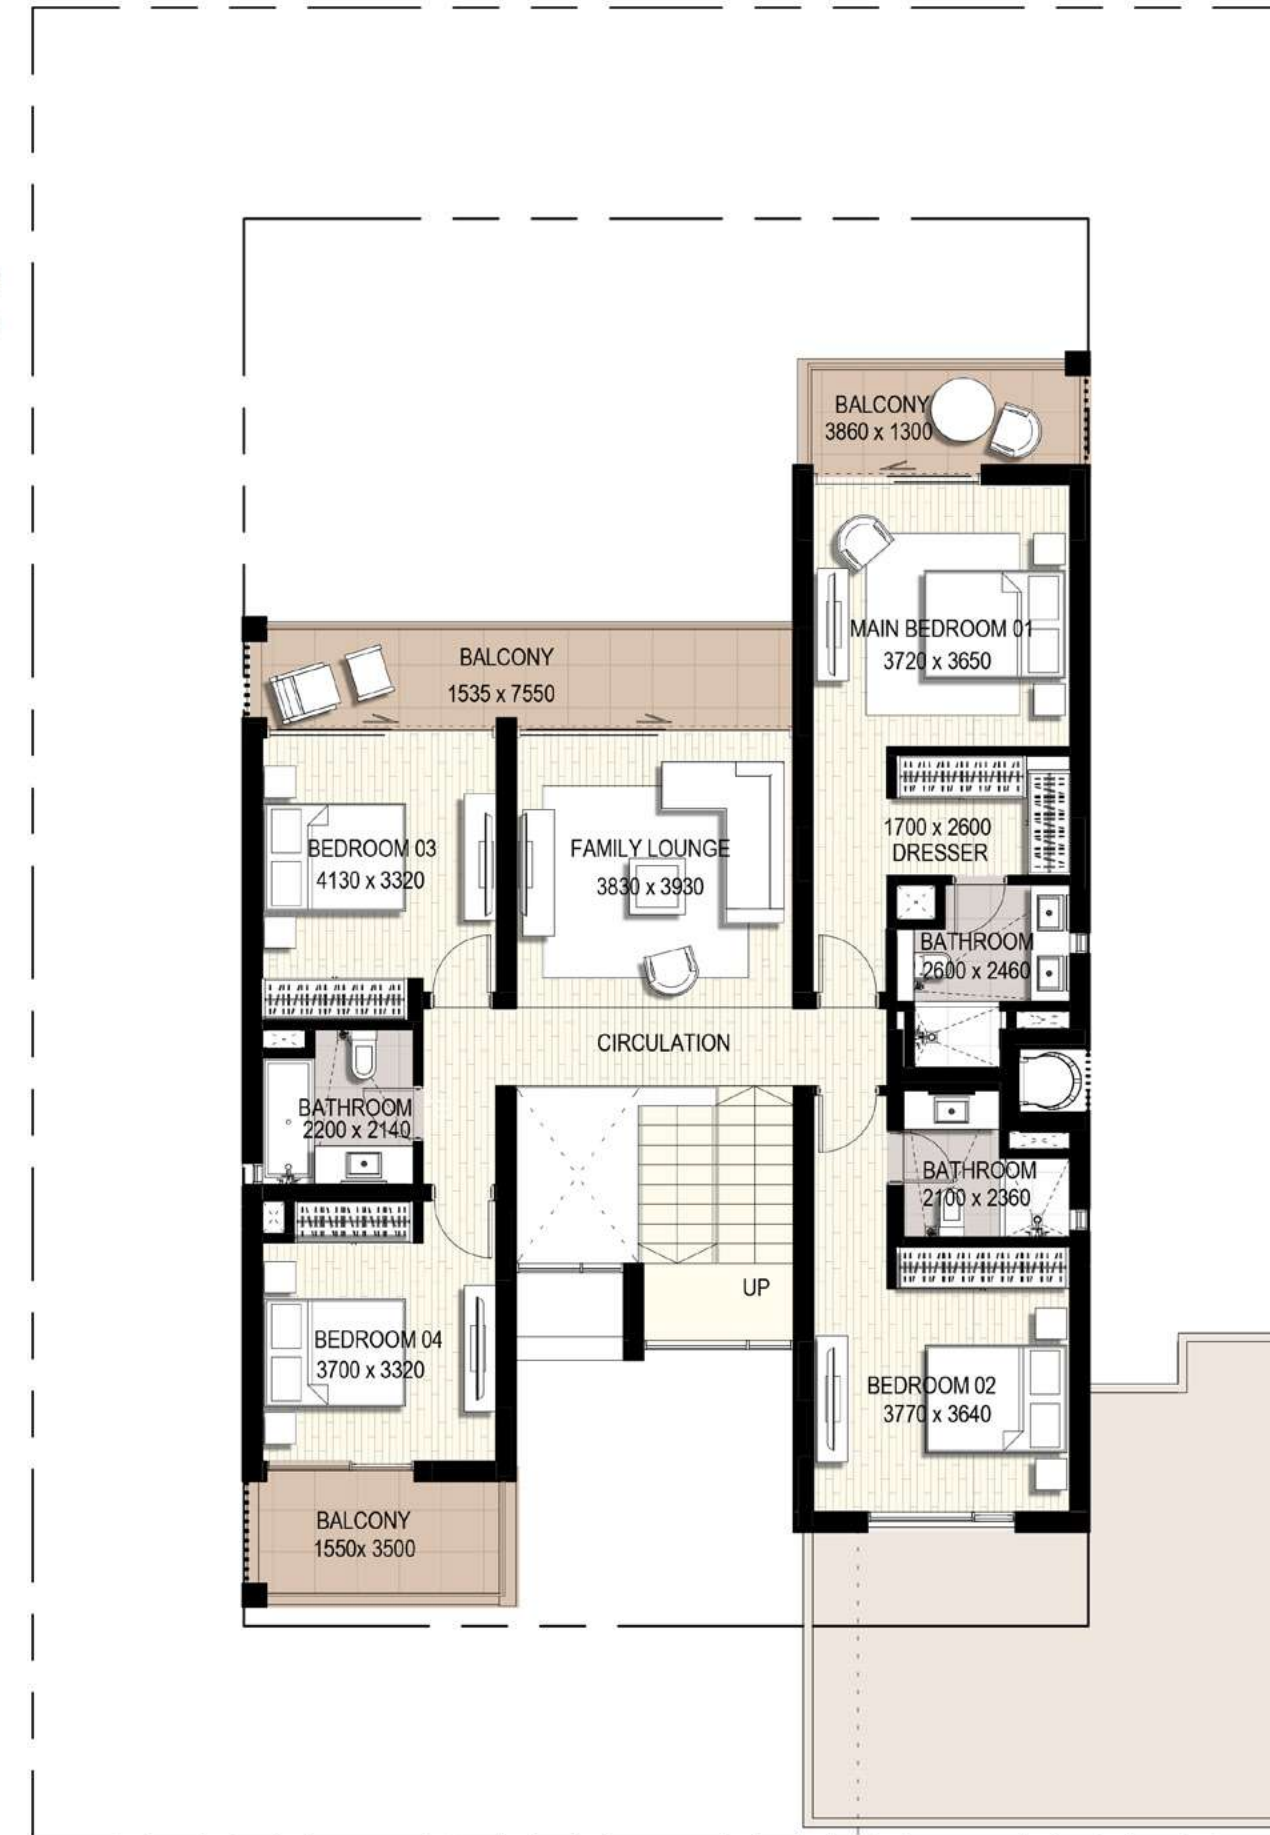 BALCONY
3860 x 1300
MAIN BEDROOM 01
3720 x 3650
BALCONY
1535 x 7550
1700 x 2600
DRESSER
BEDROOM 03
4130 x 3320
FAMILY LOUNGE
3830 x 3930
BATHROOM
2600 x 2460
CIRCULATION
BATHROOM
2200 x 2140
BATHROOM
2100 x 2360
UP
BEDROOM 04
3700 x 3320
BEDROOM 02
3770 x 3640
BALCONY
1550x 3500